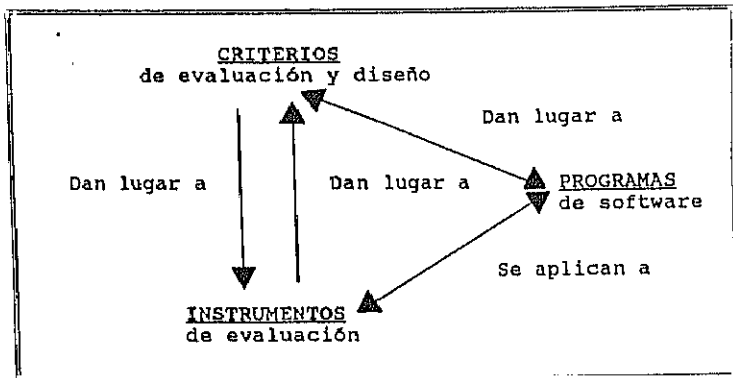 CRITERIOS
de evaluación y diseño
Dan lugar a
Dan lugar a
Dan lugar a
PROGRAMAS
de software
Se aplican a
INSTRUMENTOS
de evaluación